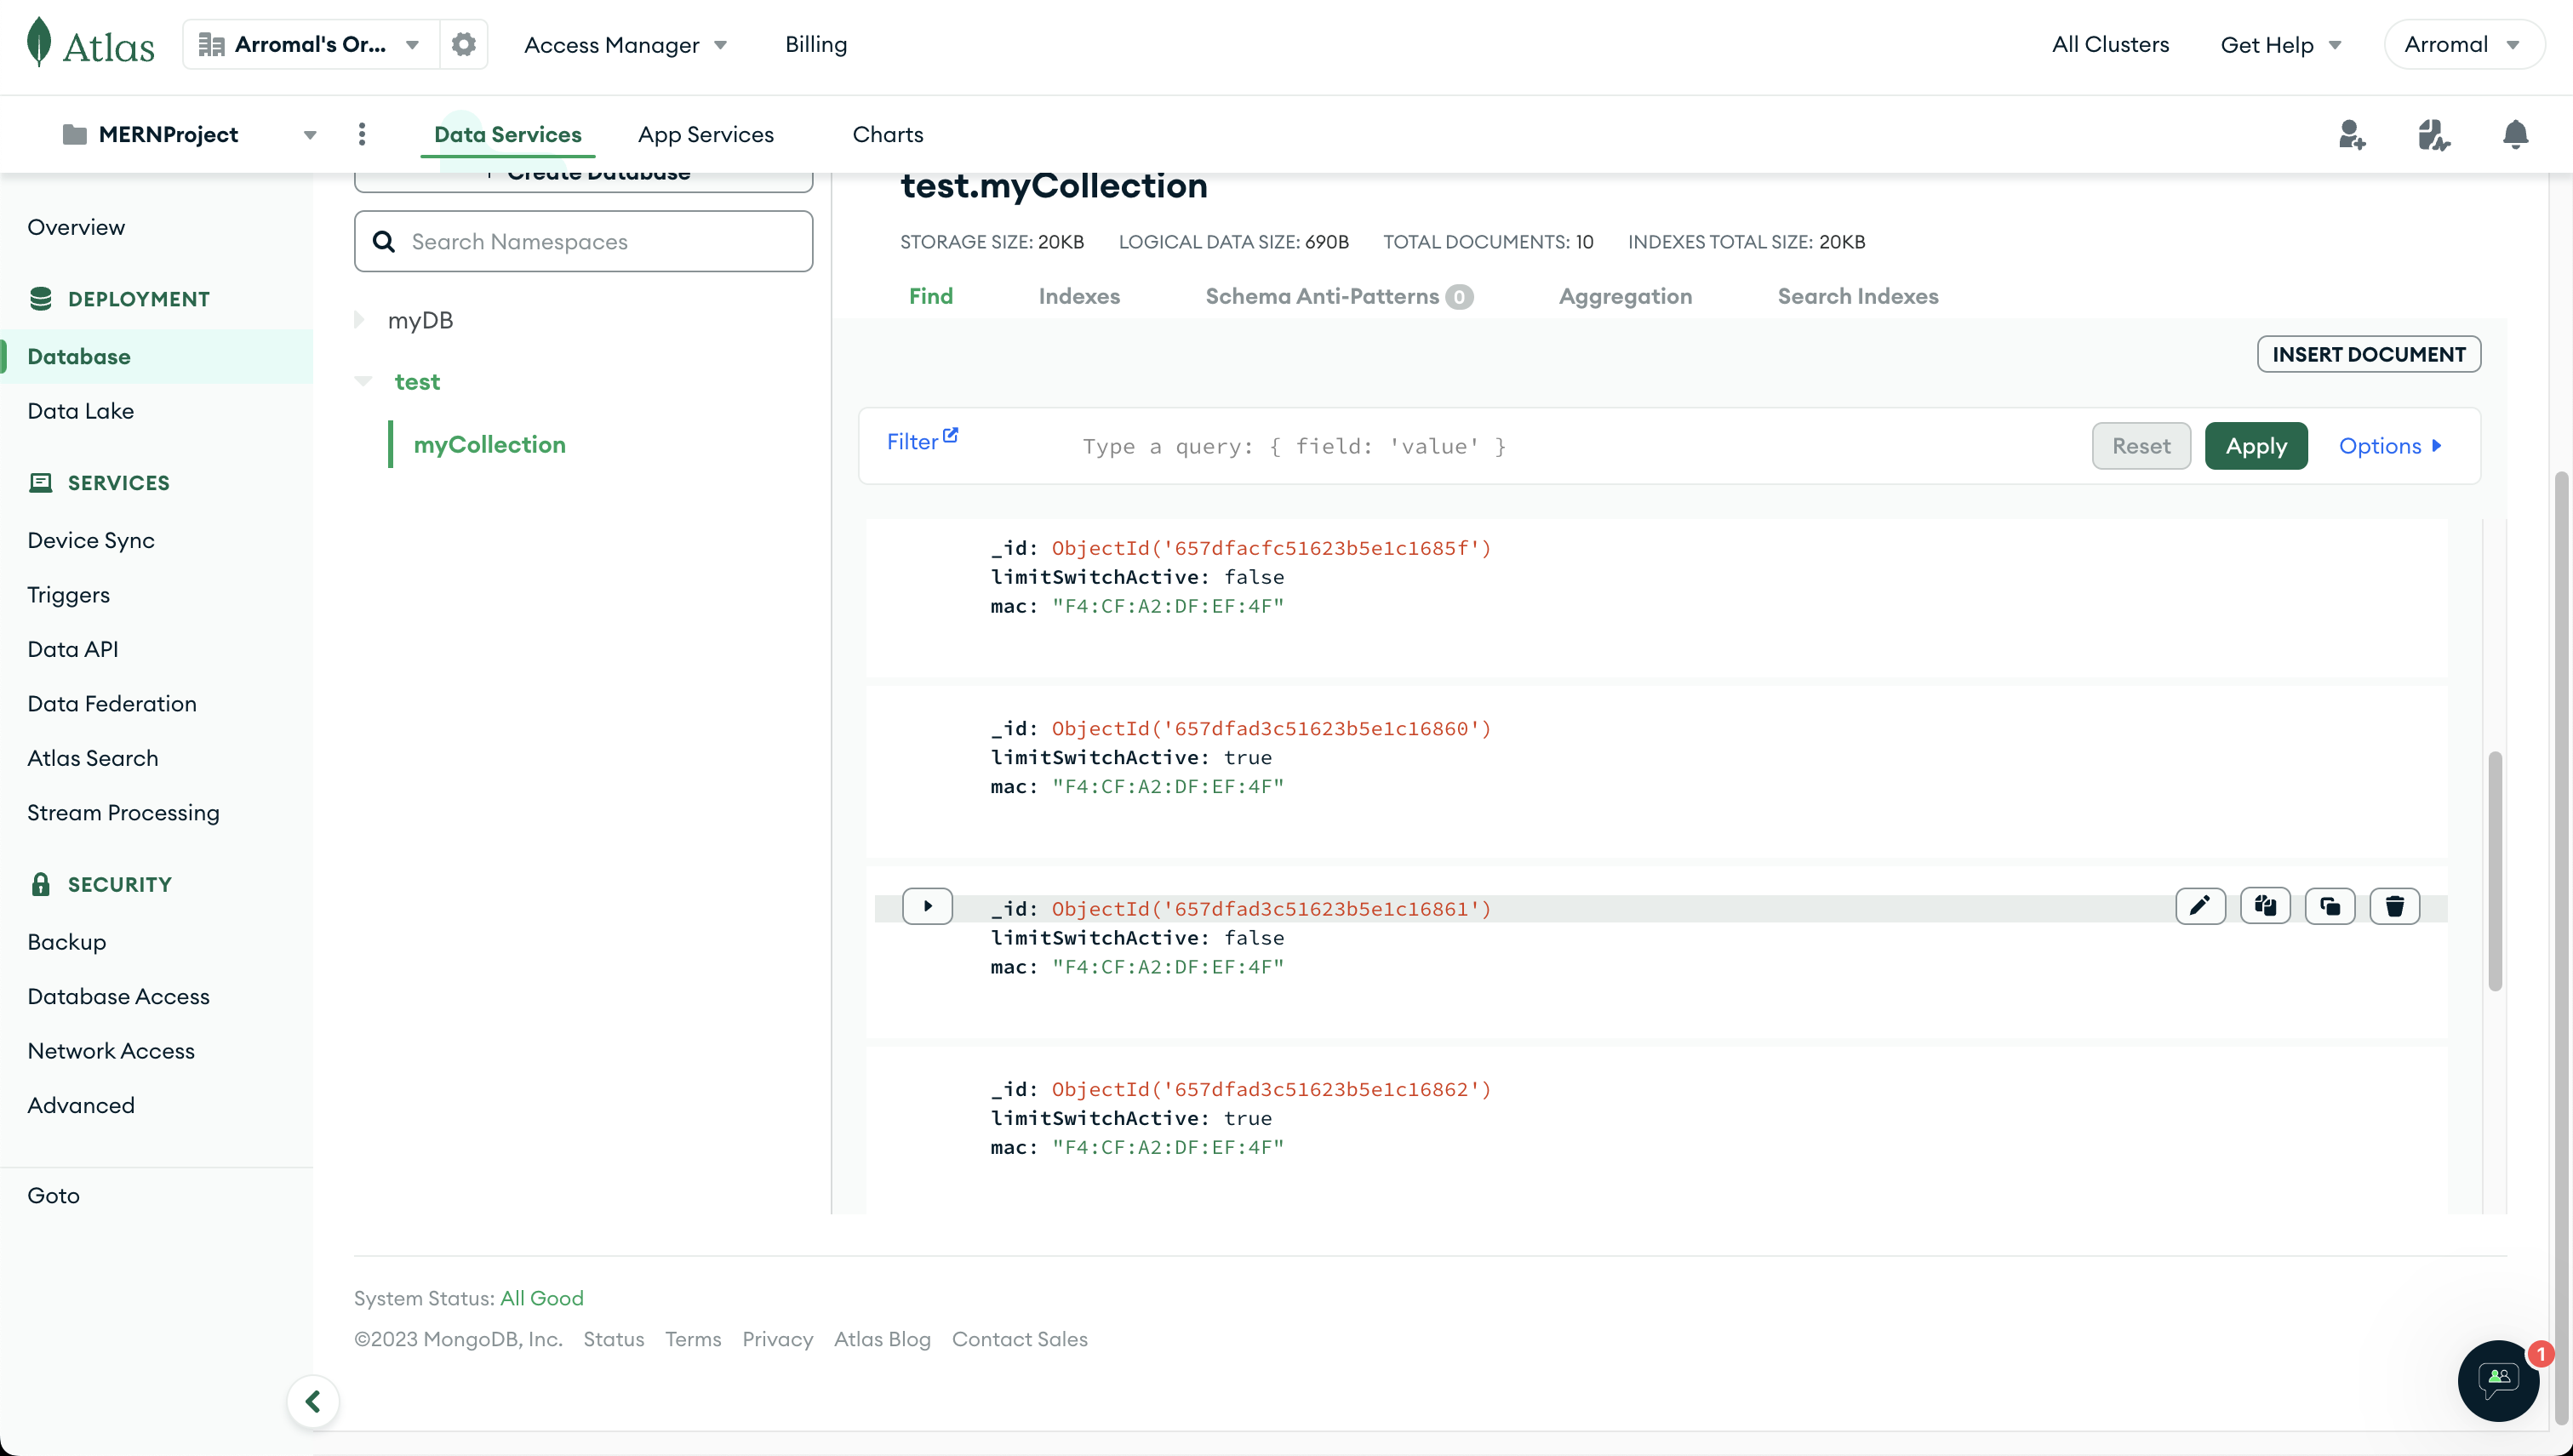 Atlas
Arromal's Or...
Access Manager
Billing
All Clusters
Get Help
Arromal
MERNProject
Data Services
App Services
Charts
Overview
DEPLOYMENT
Database
Data Lake
SERVICES
Device Sync
Triggers
Data API
Data Federation
Atlas Search
Stream Processing
SECURITY
Backup
Database Access
Network Access
Advanced
Goto
Create Database
Search Namespaces
myDB
test
myCollection
test.myCollection
STORAGE SIZE: 20KB LOGICAL DATA SIZE: 690B TOTAL DOCUMENTS: 10 INDEXES TOTAL SIZE: 20KB
Find Indexes Schema Anti-Patterns 0 Aggregation Search Indexes
INSERT DOCUMENT
Filter Type a query: { field: 'value' } Reset Apply Options
_id: ObjectId('657dfacfc51623b5e1c1685f')
limitSwitchActive: false
mac: "F4:CF:A2:DF:EF:4F"
_id: ObjectId('657dfad3c51623b5e1c16860')
limitSwitchActive: true
mac: "F4:CF:A2:DF:EF:4F"
_id: ObjectId('657dfad3c51623b5e1c16861')
limitSwitchActive: false
mac: "F4:CF:A2:DF:EF:4F"
_id: ObjectId('657dfad3c51623b5e1c16862')
limitSwitchActive: true
mac: "F4:CF:A2:DF:EF:4F"
System Status: All Good
©2023 MongoDB, Inc. Status Terms Privacy Atlas Blog Contact Sales
1